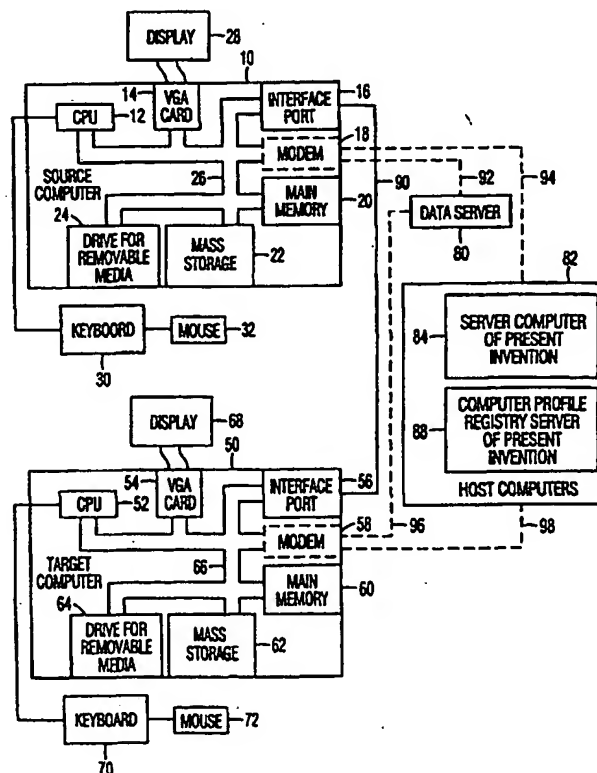 DISPLAY
28
10
14
VGA
CARD
INTERFACE
PORT
16
CPU
12
18
MODEM
SOURCE
COMPUTER
26
90
92
94
MAIN
MEMORY
20
DATA SERVER
80
24
DRIVE FOR
REMOVABLE
MEDIA
MASS
STORAGE
22
82
KEYBOORD
MOUSE
32
30
84
SERVER COMPUTER
OF PRESENT
INVENTION
DISPLAY
68
50
88
COMPUTER PROFILE
REGISTRY SERVER
OF PRESENT
INVENTION
HOST COMPUTERS
54
VGA
CARD
INTERFACE
PORT
56
CPU
52
58
MODEM
96
98
TARGET
COMPUTER
66
MAIN
MEMORY
60
64
DRIVE FOR
REMOVABLE
MEDIA
MASS
STORAGE
62
KEYBOARD
MOUSE
72
70